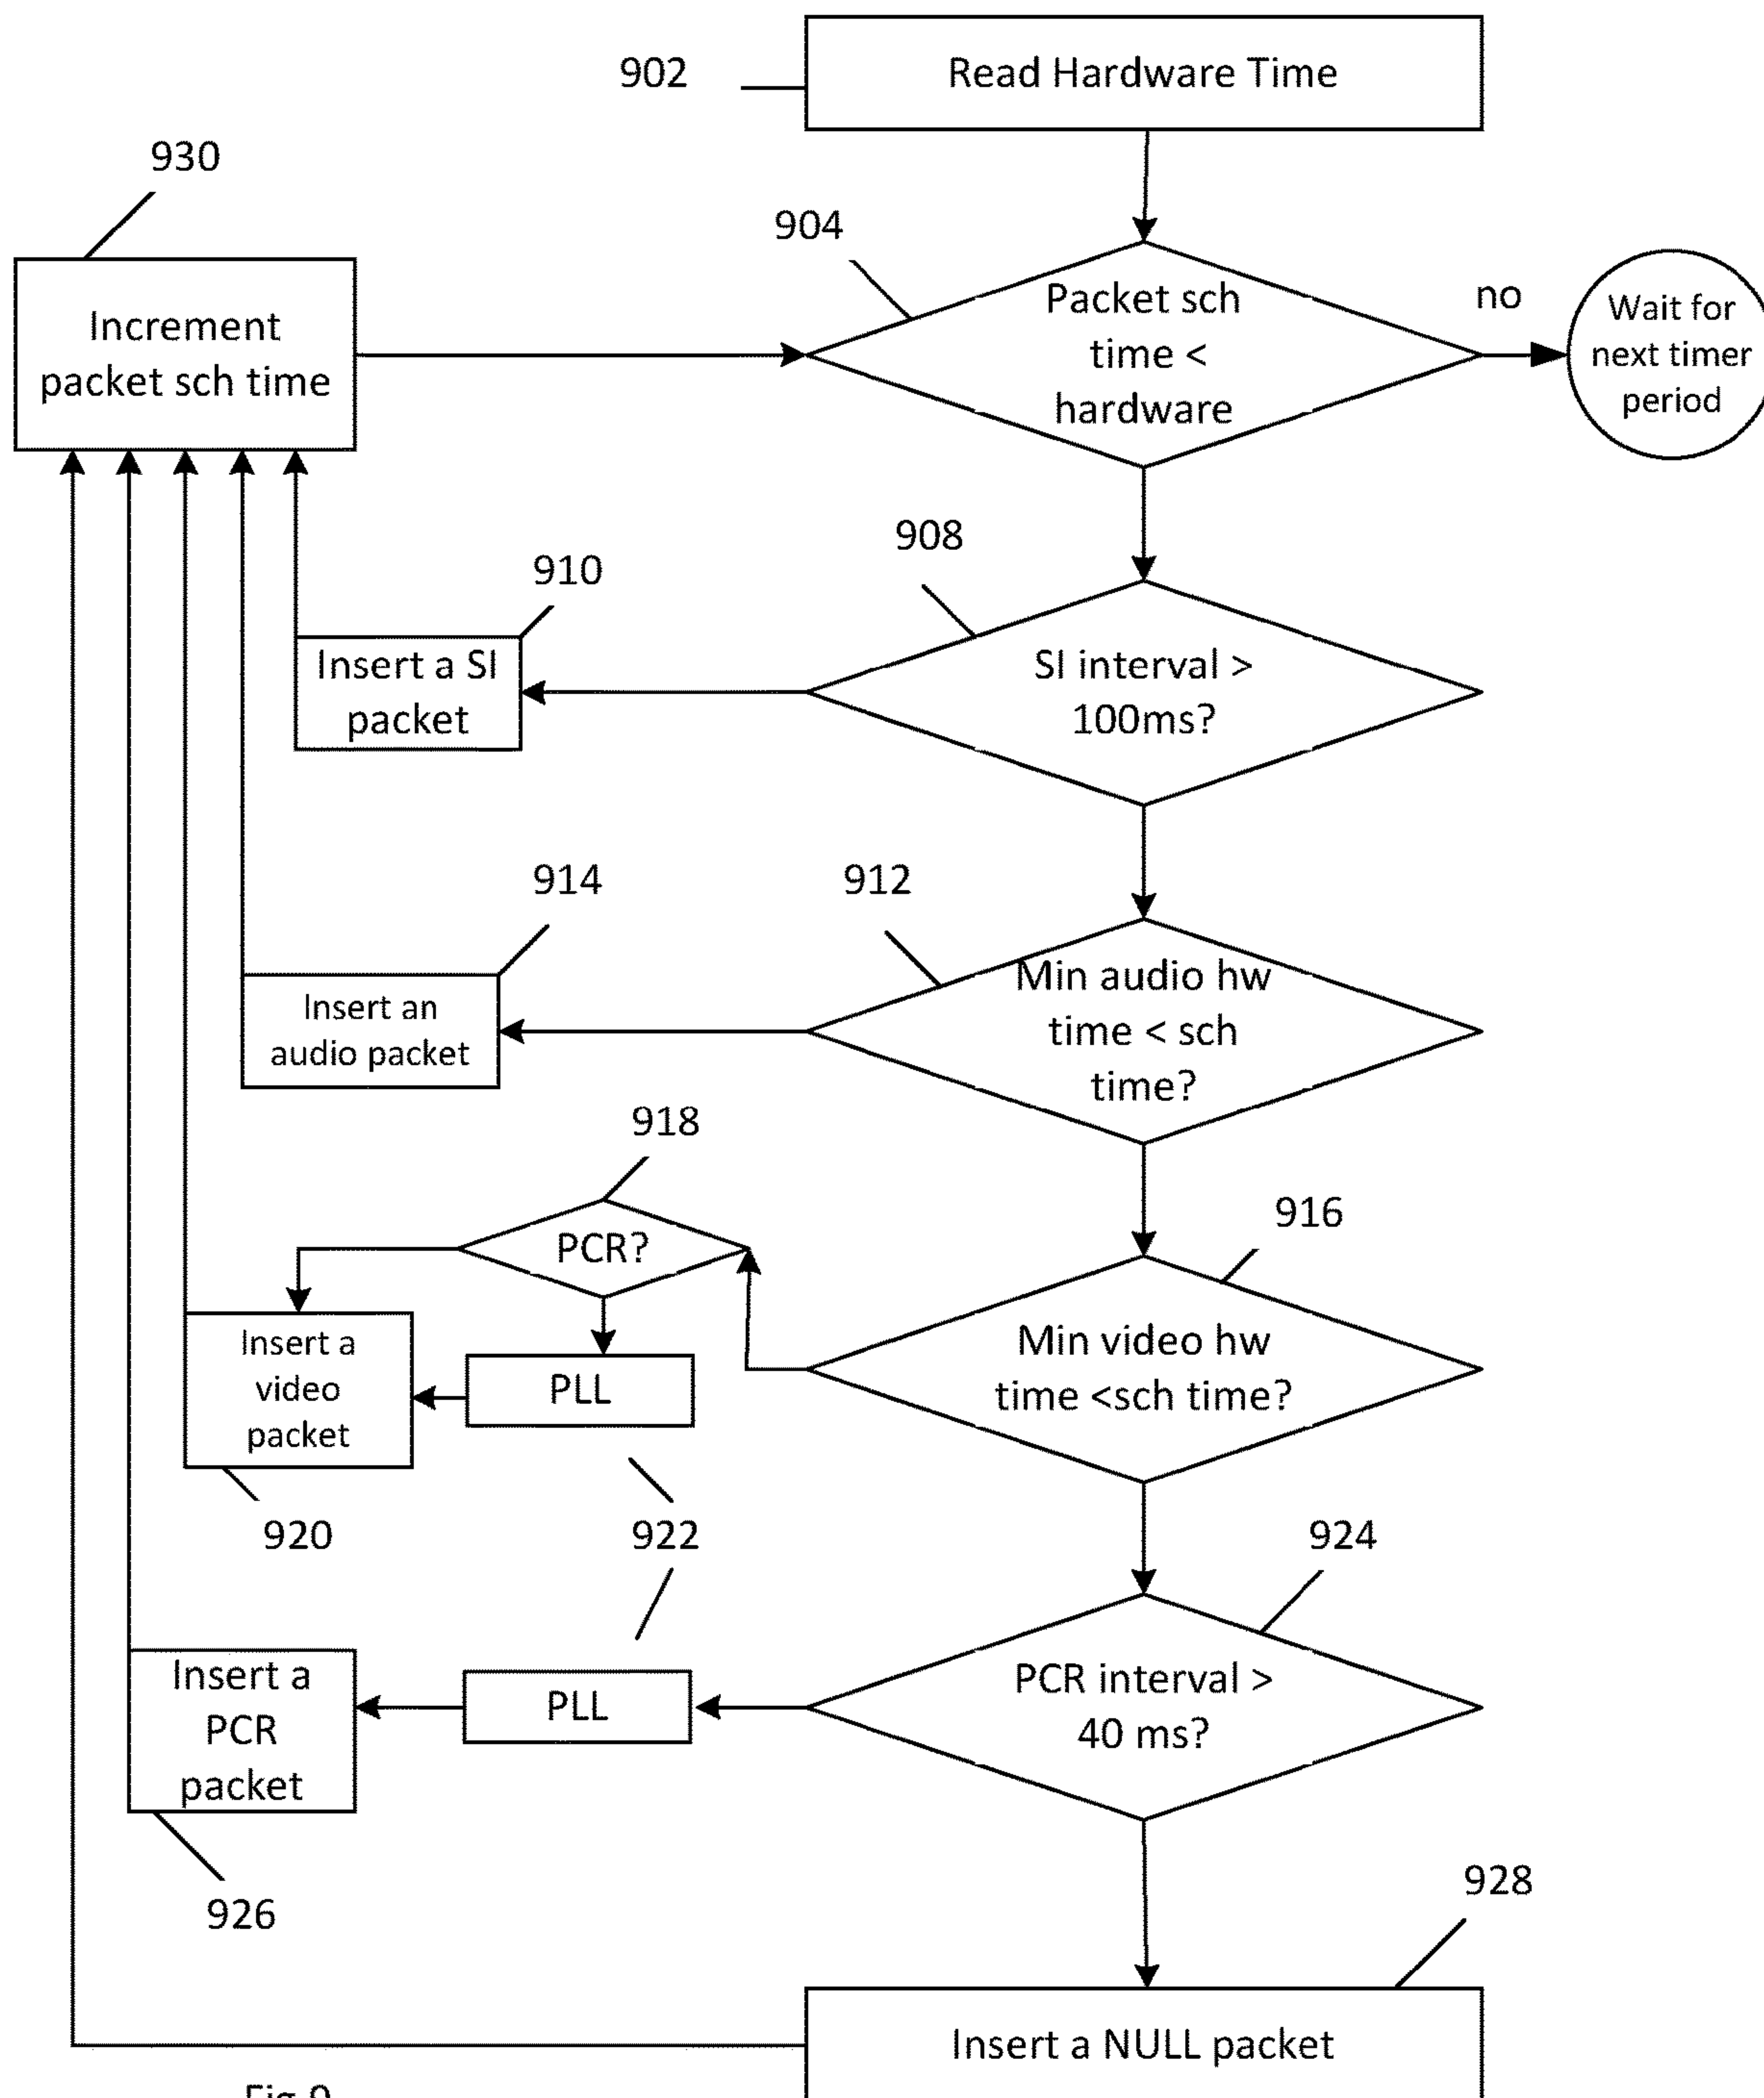 902
Read Hardware Time
930
904
Increment
packet sch time
Packet sch
time <
hardware
no
Wait for
next timer
period
908
910
Insert a SI
packet
SI interval >
100ms?
914
912
Insert an
audio packet
Min audio hw
time < sch
time?
918
916
PCR?
Insert a
video
packet
PLL
Min video hw
time <sch time?
920
922
924
Insert a
PCR
packet
PLL
PCR interval >
40 ms?
926
928
Insert a NULL packet
Fig 9